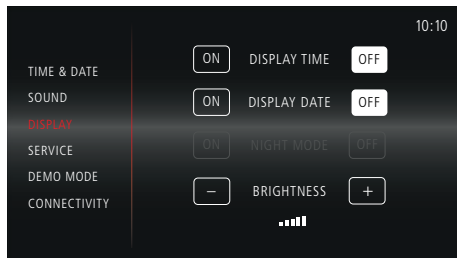 10:10
TIME & DATE
SOUND
DISPLAY
SERVICE
DEMO MODE
CONNECTIVITY
ON DISPLAY TIME OFF
ON DISPLAY DATE OFF
ON NIGHT MODE OFF
– BRIGHTNESS +